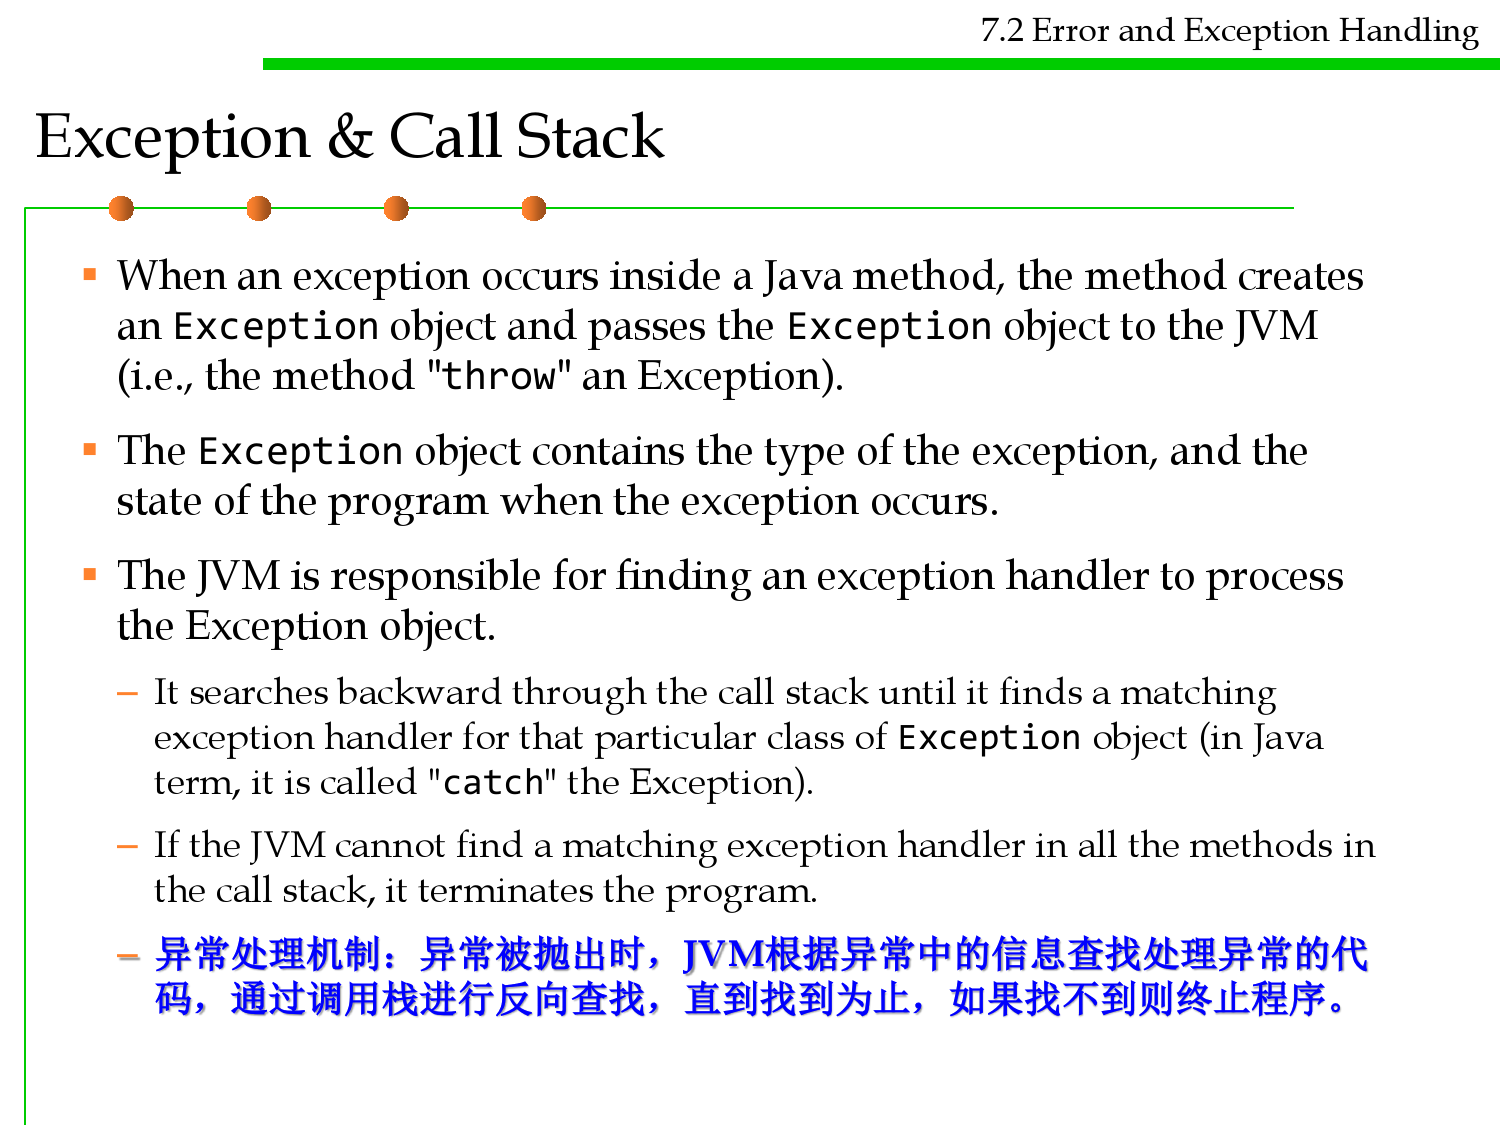 7.2 Error and Exception Handling
Exception & Call Stack
▪ When an exception occurs inside a Java method, the method creates
an Exception object and passes the Exception object to the JVM
(i.e., the method "throw" an Exception).
▪ The Exception object contains the type of the exception, and the
state of the program when the exception occurs.
▪ The JVM is responsible for finding an exception handler to process
the Exception object.
– It searches backward through the call stack until it finds a matching
exception handler for that particular class of Exception object (in Java
term, it is called "catch" the Exception).
– If the JVM cannot find a matching exception handler in all the methods in
the call stack, it terminates the program.
– 异常处理机制：异常被抛出时，JVM根据异常中的信息查找处理异常的代
码，通过调用栈进行反向查找，直到找到为止，如果找不到则终止程序。